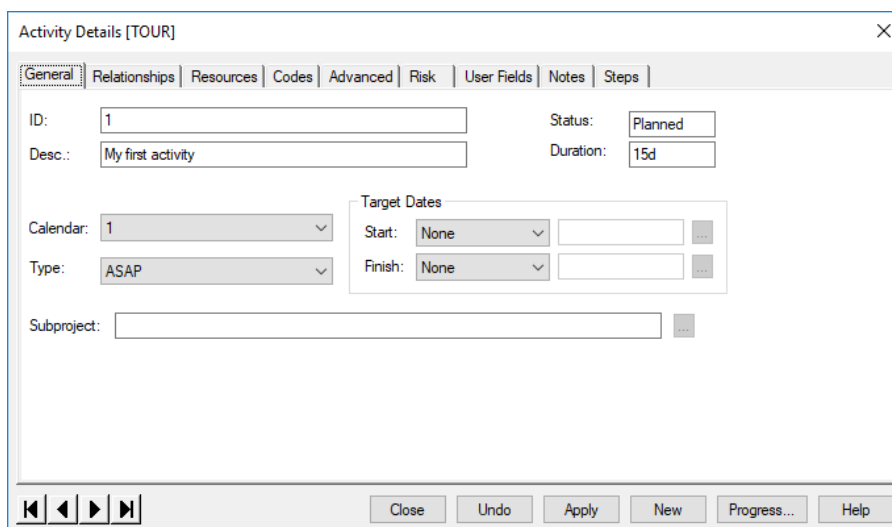 Activity Details [TOUR]
General Relationships Resources Codes Advanced Risk User Fields Notes Steps
ID: 1 Status: Planned
Desc.: My first activity Duration: 15d
Target Dates
Calendar: 1 Start: None ...
Type: ASAP Finish: None ...
Subproject: ...
Close Undo Apply New Progress... Help